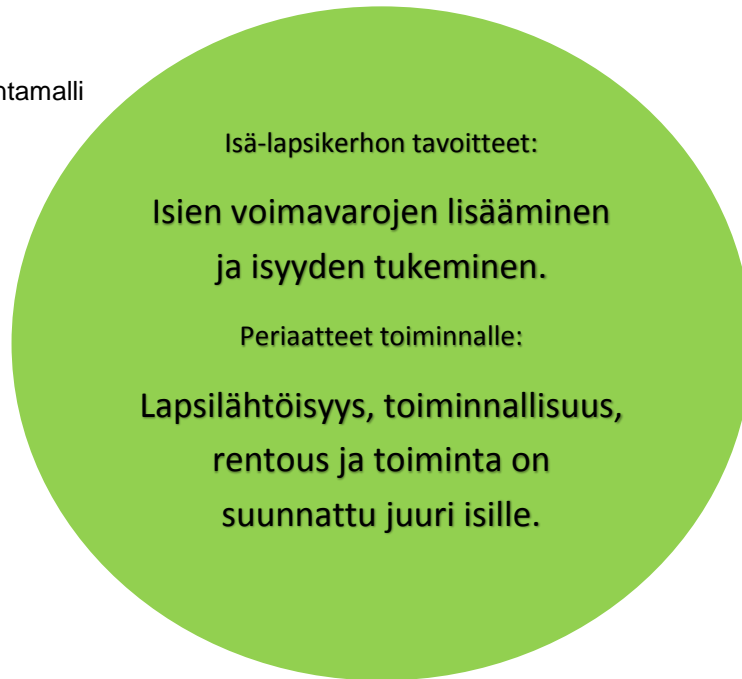 ntamalli
Isä-lapsikerhon tavoitteet:
Isien voimavarojen lisääminen
ja isyyden tukeminen.
Periaatteet toiminnalle:
Lapsilähtöisyys, toiminnallisuus,
rentous ja toiminta on
suunnattu juuri isille.